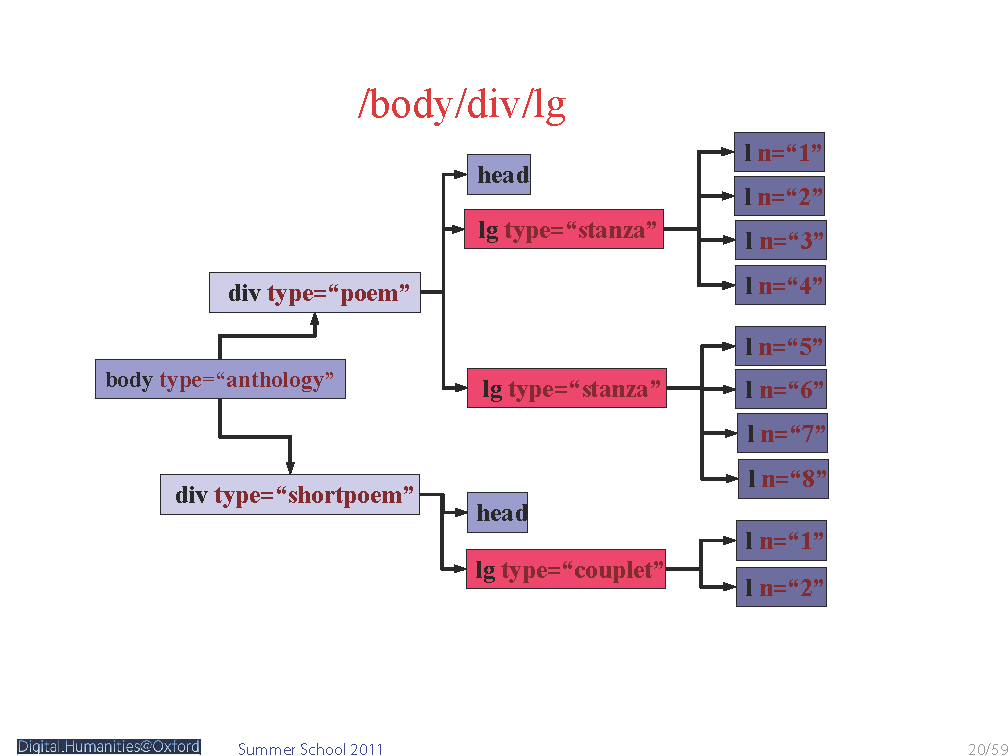 /body/div/lg
head
lg type=“stanza”
l n=“1”
l n=“2”
l n=“3”
l n=“4”
div type=“poem”
body type=“anthology”
lg type=“stanza”
l n=“5”
l n=“6”
l n=“7”
l n=“8”
div type=“shortpoem”
head
lg type=“couplet”
l n=“1”
l n=“2”
Digital.Humanities@Oxford
Summer School 2011
20/59